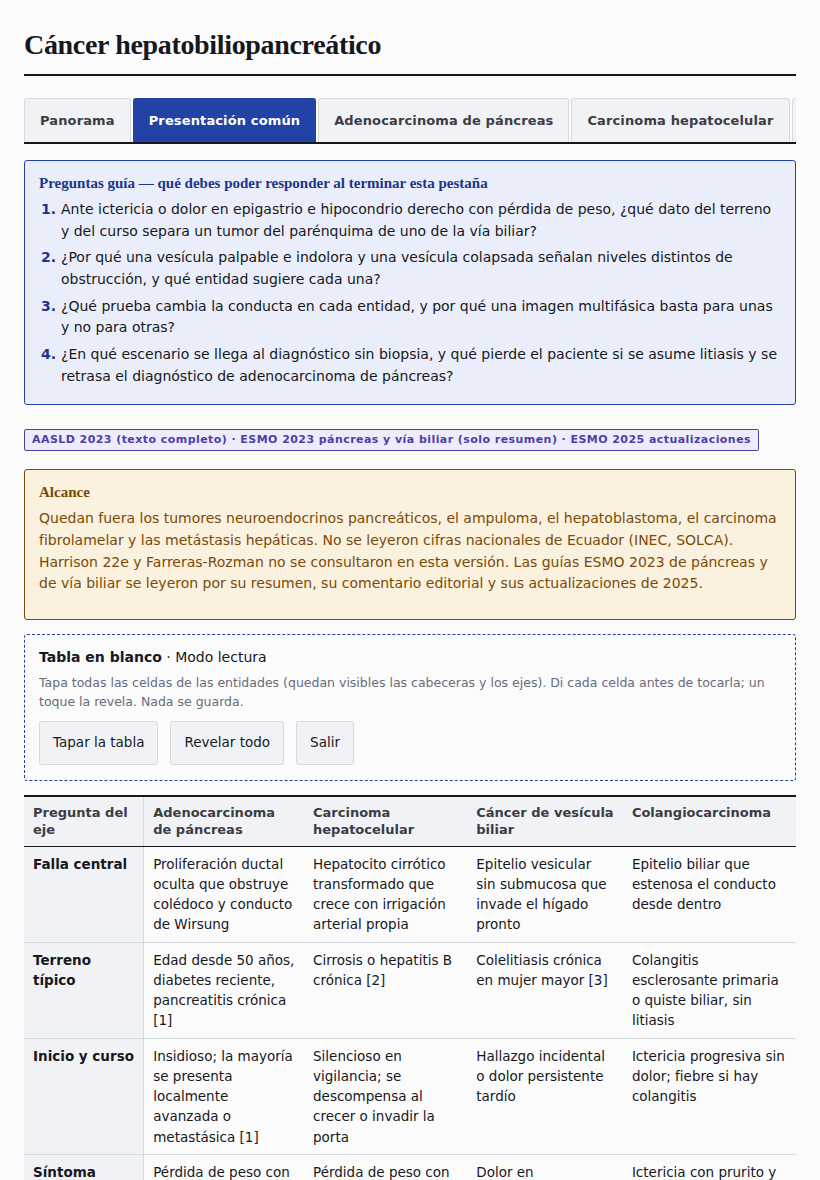 Cáncer hepatobiliopancreático
Panorama
Presentación común
Adenocarcinoma de páncreas
Carcinoma hepatocelular
Preguntas guía — qué debes poder responder al terminar esta pestaña
1. Ante ictericia o dolor en epigastrio e hipocondrio derecho con pérdida de peso, ¿qué dato del terreno
y del curso separa un tumor del parénquima de uno de la vía biliar?
2. ¿Por qué una vesícula palpable e indolora y una vesícula colapsada señalan niveles distintos de
obstrucción, y qué entidad sugiere cada una?
3. ¿Qué prueba cambia la conducta en cada entidad, y por qué una imagen multifásica basta para unas
y no para otras?
4. ¿En qué escenario se llega al diagnóstico sin biopsia, y qué pierde el paciente si se asume litiasis y se
retrasa el diagnóstico de adenocarcinoma de páncreas?
AASLD 2023 (texto completo) · ESMO 2023 páncreas y vía biliar (solo resumen) · ESMO 2025 actualizaciones
Alcance
Quedan fuera los tumores neuroendocrinos pancreáticos, el ampuloma, el hepatoblastoma, el carcinoma
fibrolamelar y las metástasis hepáticas. No se leyeron cifras nacionales de Ecuador (INEC, SOLCA).
Harrison 22e y Farreras-Rozman no se consultaron en esta versión. Las guías ESMO 2023 de páncreas y
de vía biliar se leyeron por su resumen, su comentario editorial y sus actualizaciones de 2025.
Tabla en blanco · Modo lectura
Tapa todas las celdas de las entidades (quedan visibles las cabeceras y los ejes). Di cada celda antes de tocarla; un
toque la revela. Nada se guarda.
Tapar la tabla
Revelar todo
Salir
Pregunta del
eje
Adenocarcinoma
de páncreas
Carcinoma
hepatocelular
Cáncer de vesícula
biliar
Colangiocarcinoma
Falla central
Proliferación ductal
oculta que obstruye
colédoco y conducto
de Wirsung
Hepatocito cirrótico
transformado que
crece con irrigación
arterial propia
Epitelio vesicular
sin submucosa que
invade el hígado
pronto
Epitelio biliar que
estenosa el conducto
desde dentro
Terreno
típico
Edad desde 50 años,
diabetes reciente,
pancreatitis crónica
[1]
Cirrosis o hepatitis B
crónica [2]
Colelitiasis crónica
en mujer mayor [3]
Colangitis
esclerosante primaria
o quiste biliar, sin
litiasis
Inicio y curso
Insidioso; la mayoría
se presenta
localmente
avanzada o
metastásica [1]
Silencioso en
vigilancia; se
descompensa al
crecer o invadir la
porta
Hallazgo incidental
o dolor persistente
tardío
Ictericia progresiva sin
dolor; fiebre si hay
colangitis
Síntoma
Pérdida de peso con
Pérdida de peso con
Dolor en
Ictericia con prurito y